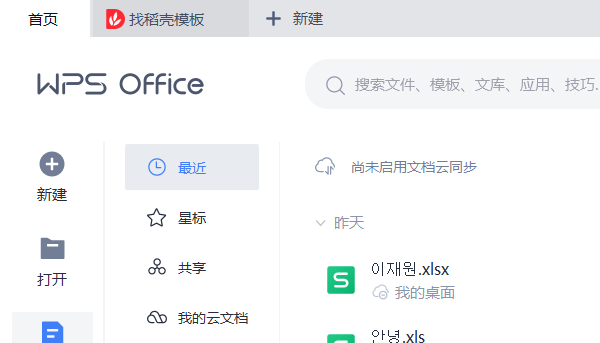 首页
找稻壳模板
新建
WPS Office
搜索文件、模板、文库、应用、技巧.
新建
打开
最近
星标
共享
我的云文档
尚未启用文档云同步
昨天
이재원.xlsx
我的桌面
안녕.xls